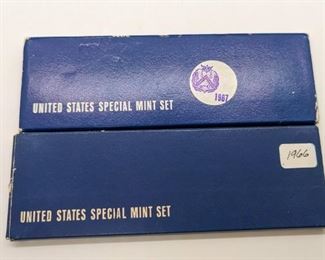 UNITED STATES SPECIAL MINT SET
1967
UNITED STATES SPECIAL MINT SET
1966